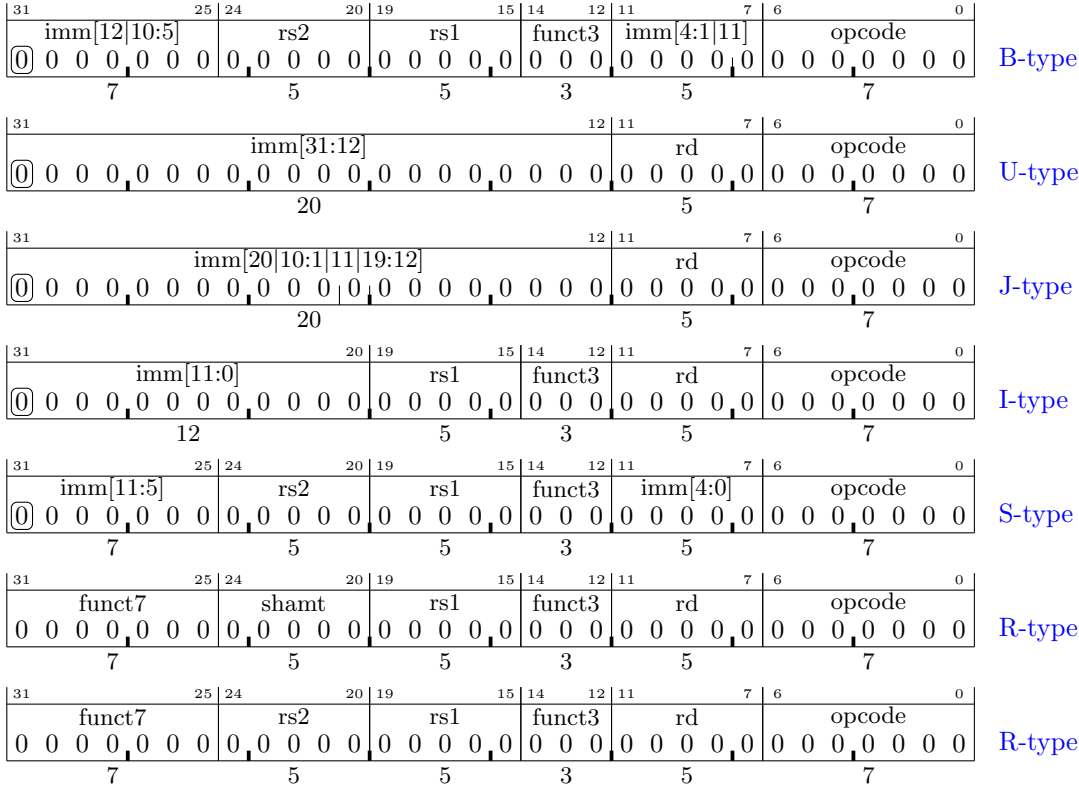 31 25 24 20 19 15 14 12 11 7 6 0
imm[12|10:5] rs2 rs1 funct3 imm[4:1|11] opcode
0 0 0 0 0 0 0 0 0 0 0 0 0 0 0 0 0 0 0 0 0 0 0 0 0 0 0 0 0 0 0 0 B-type
7 5 5 3 5 7
31 12 11 7 6 0
imm[31:12] rd opcode
0 0 0 0 0 0 0 0 0 0 0 0 0 0 0 0 0 0 0 0 0 0 0 0 0 0 0 0 0 0 0 0 U-type
20 5 7
31 12 11 7 6 0
imm[20|10:1|11|19:12] rd opcode
0 0 0 0 0 0 0 0 0 0 0 0 0 0 0 0 0 0 0 0 0 0 0 0 0 0 0 0 0 0 0 0 J-type
20 5 7
31 20 19 15 14 12 11 7 6 0
imm[11:0] rs1 funct3 rd opcode
0 0 0 0 0 0 0 0 0 0 0 0 0 0 0 0 0 0 0 0 0 0 0 0 0 0 0 0 0 0 0 0 I-type
12 5 3 5 7
31 25 24 20 19 15 14 12 11 7 6 0
imm[11:5] rs2 rs1 funct3 imm[4:0] opcode
0 0 0 0 0 0 0 0 0 0 0 0 0 0 0 0 0 0 0 0 0 0 0 0 0 0 0 0 0 0 0 0 S-type
7 5 5 3 5 7
31 25 24 20 19 15 14 12 11 7 6 0
funct7 shamt rs1 funct3 rd opcode
0 0 0 0 0 0 0 0 0 0 0 0 0 0 0 0 0 0 0 0 0 0 0 0 0 0 0 0 0 0 0 0 R-type
7 5 5 3 5 7
31 25 24 20 19 15 14 12 11 7 6 0
funct7 rs2 rs1 funct3 rd opcode
0 0 0 0 0 0 0 0 0 0 0 0 0 0 0 0 0 0 0 0 0 0 0 0 0 0 0 0 0 0 0 0 R-type
7 5 5 3 5 7